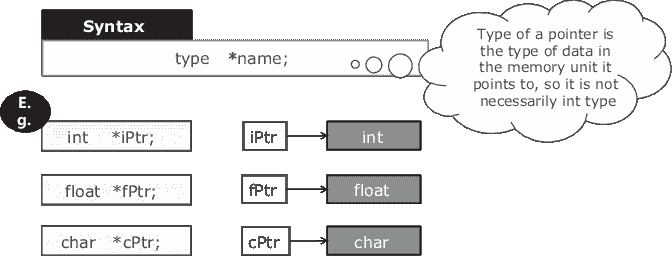 Syntax
type *name;
Type of a pointer is
the type of data in
the memory unit it
points to, so it is not
necessarily int type
E.
g.
int *iPtr;
iPtr
int
float *fPtr;
fPtr
float
char *cPtr;
cPtr
char